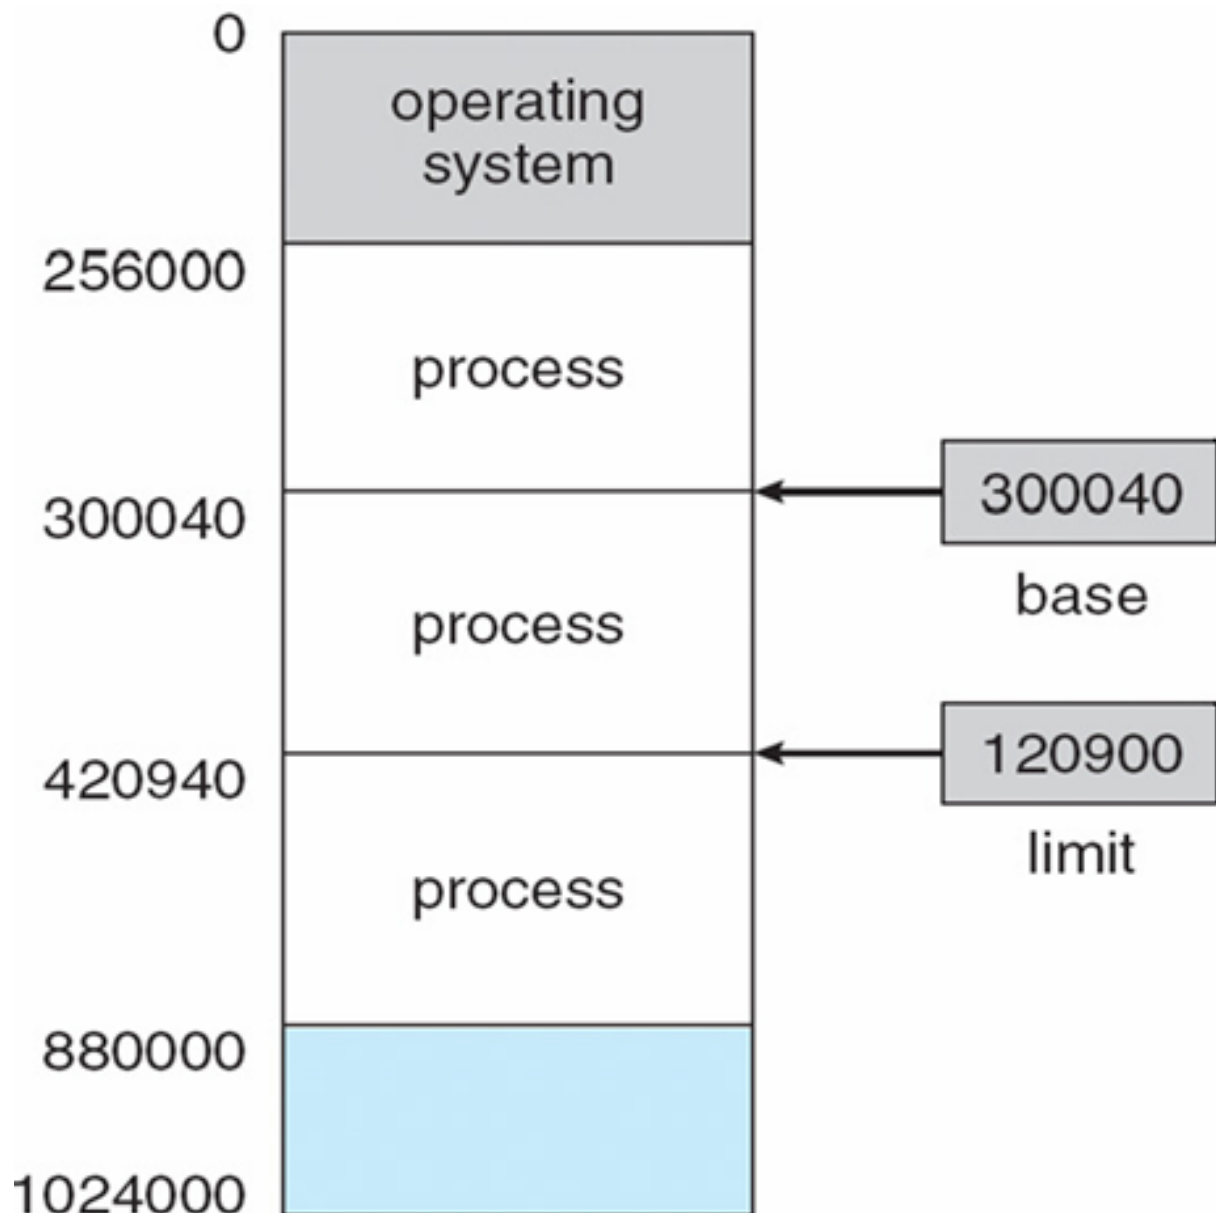 0
operating
system
256000
process
300040
300040
base
process
120900
420940
limit
process
880000
1024000